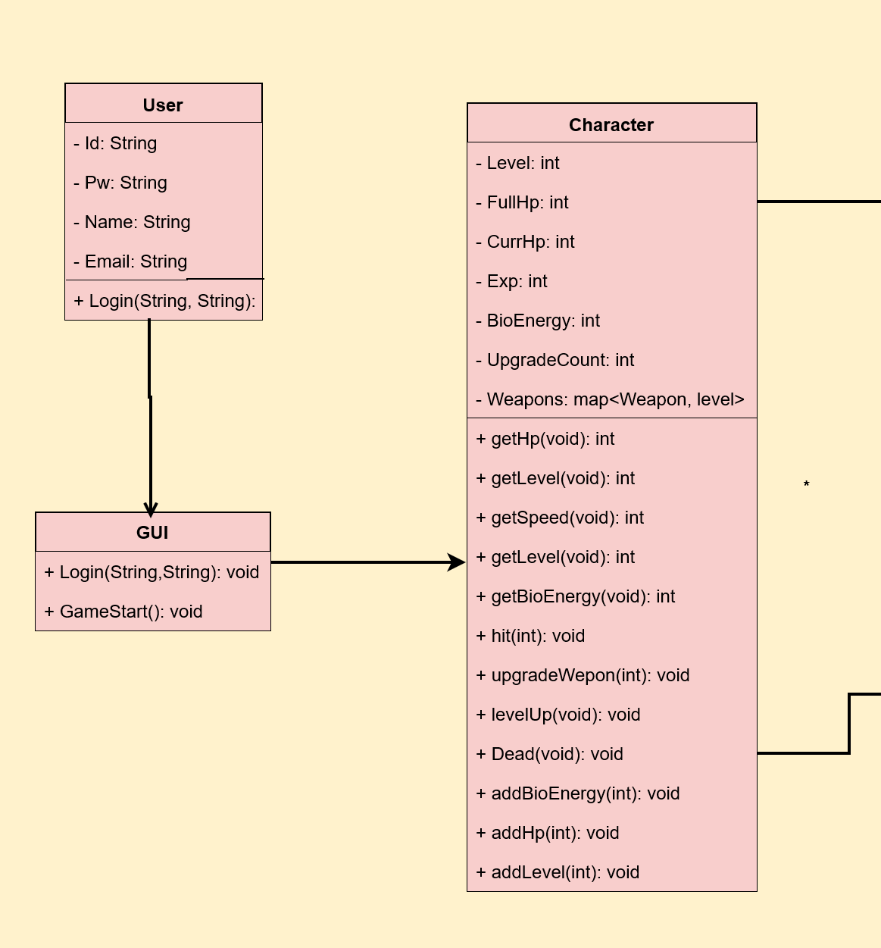 User
- Id: String
- Pw: String
- Name: String
- Email: String
+ Login(String, String):
GUI
+ Login(String,String): void
+ GameStart(): void
Character
- Level: int
- FullHp: int
- CurrHp: int
- Exp: int
- BioEnergy: int
- UpgradeCount: int
- Weapons: map<Weapon, level>
+ getHp(void): int
+ getLevel(void): int
+ getSpeed(void): int
+ getLevel(void): int
+ getBioEnergy(void): int
+ hit(int): void
+ upgradeWepon(int): void
+ levelUp(void): void
+ Dead(void): void
+ addBioEnergy(int): void
+ addHp(int): void
+ addLevel(int): void
*